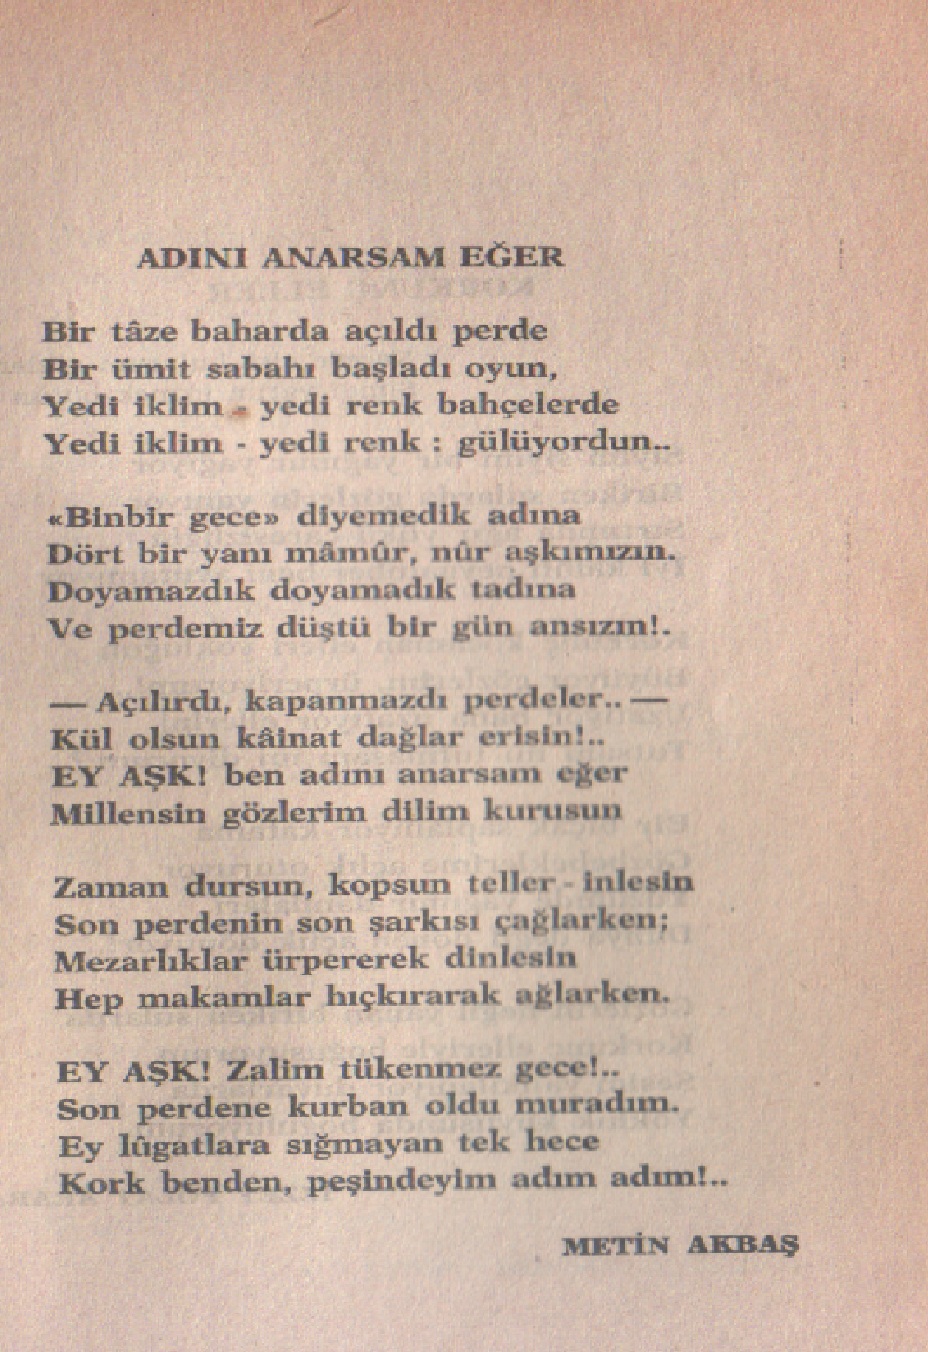 ADINI ANARSAM EĞER
Bir tâze baharda açıldı perde
Bir ümit sabahı başladı oyun,
Yedi iklim - yedi renk bahçelerde
Yedi iklim - yedi renk : gülüyordun..
«Binbir gece» diyemedik adına
Dört bir yanı mâmûr, nûr aşkımızın.
Doyamazdık doyamadık tadına
Ve perdemiz düştü bir gün ansızın!.
— Açılırdı, kapanmazdı perdeler.. —
Kül olsun kâinat dağlar erisin!..
EY AŞK! ben adını anarsam eğer
Millensin gözlerim dilim kurusun
Zaman dursun, kopsun teller - inlesin
Son perdenin son şarkısı çağlarken;
Mezarlıklar ürpererek dinlesin
Hep makamlar hıçkırarak ağlarken.
EY AŞK! Zalim tükenmez gece!..
Son perdene kurban oldu muradım.
Ey lûgatlara sığmayan tek hece
Kork benden, peşindeyim adım adım!..
METİN AKBAŞ